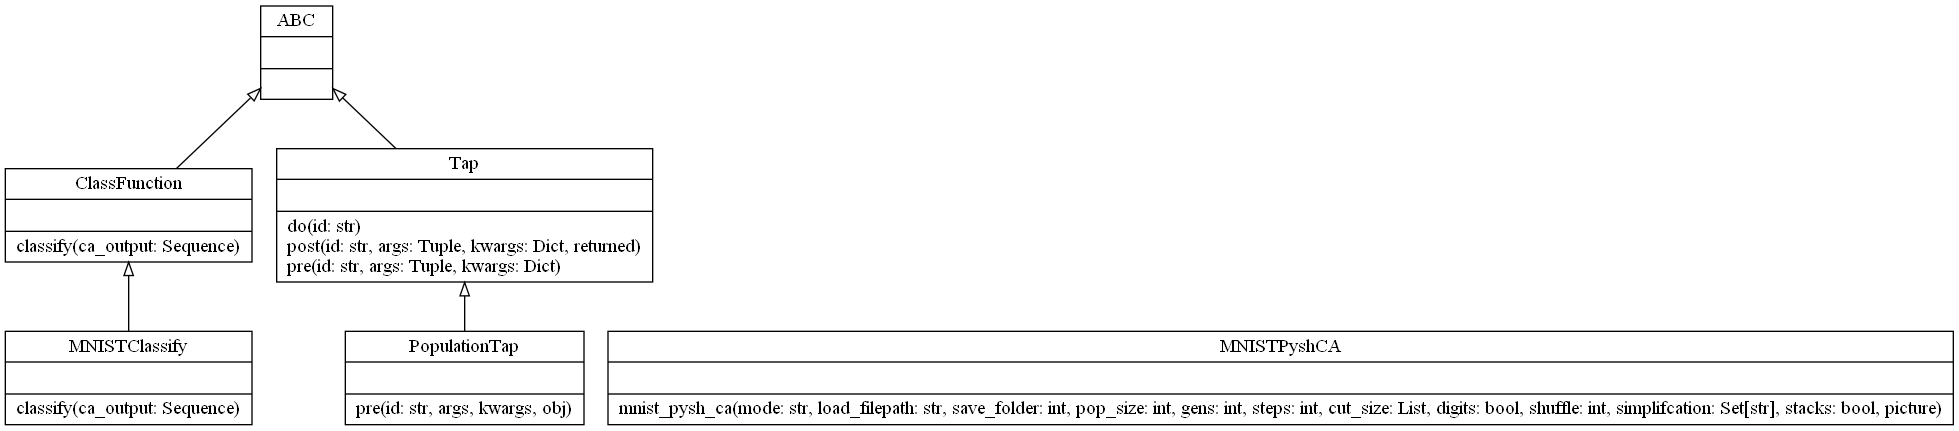 ABC
ClassFunction
classify(ca_output: Sequence)
Tap
do(id: str)
post(id: str, args: Tuple, kwargs: Dict, returned)
pre(id: str, args: Tuple, kwargs: Dict)
MNISTClassify
classify(ca_output: Sequence)
PopulationTap
pre(id: str, args, kwargs, obj)
MNISTPyshCA
mnist_pysh_ca(mode: str, load_filepath: str, save_folder: int, pop_size: int, gens: int, steps: int, cut_size: List, digits: bool, shuffle: int, simplifcation: Set[str], stacks: bool, picture)